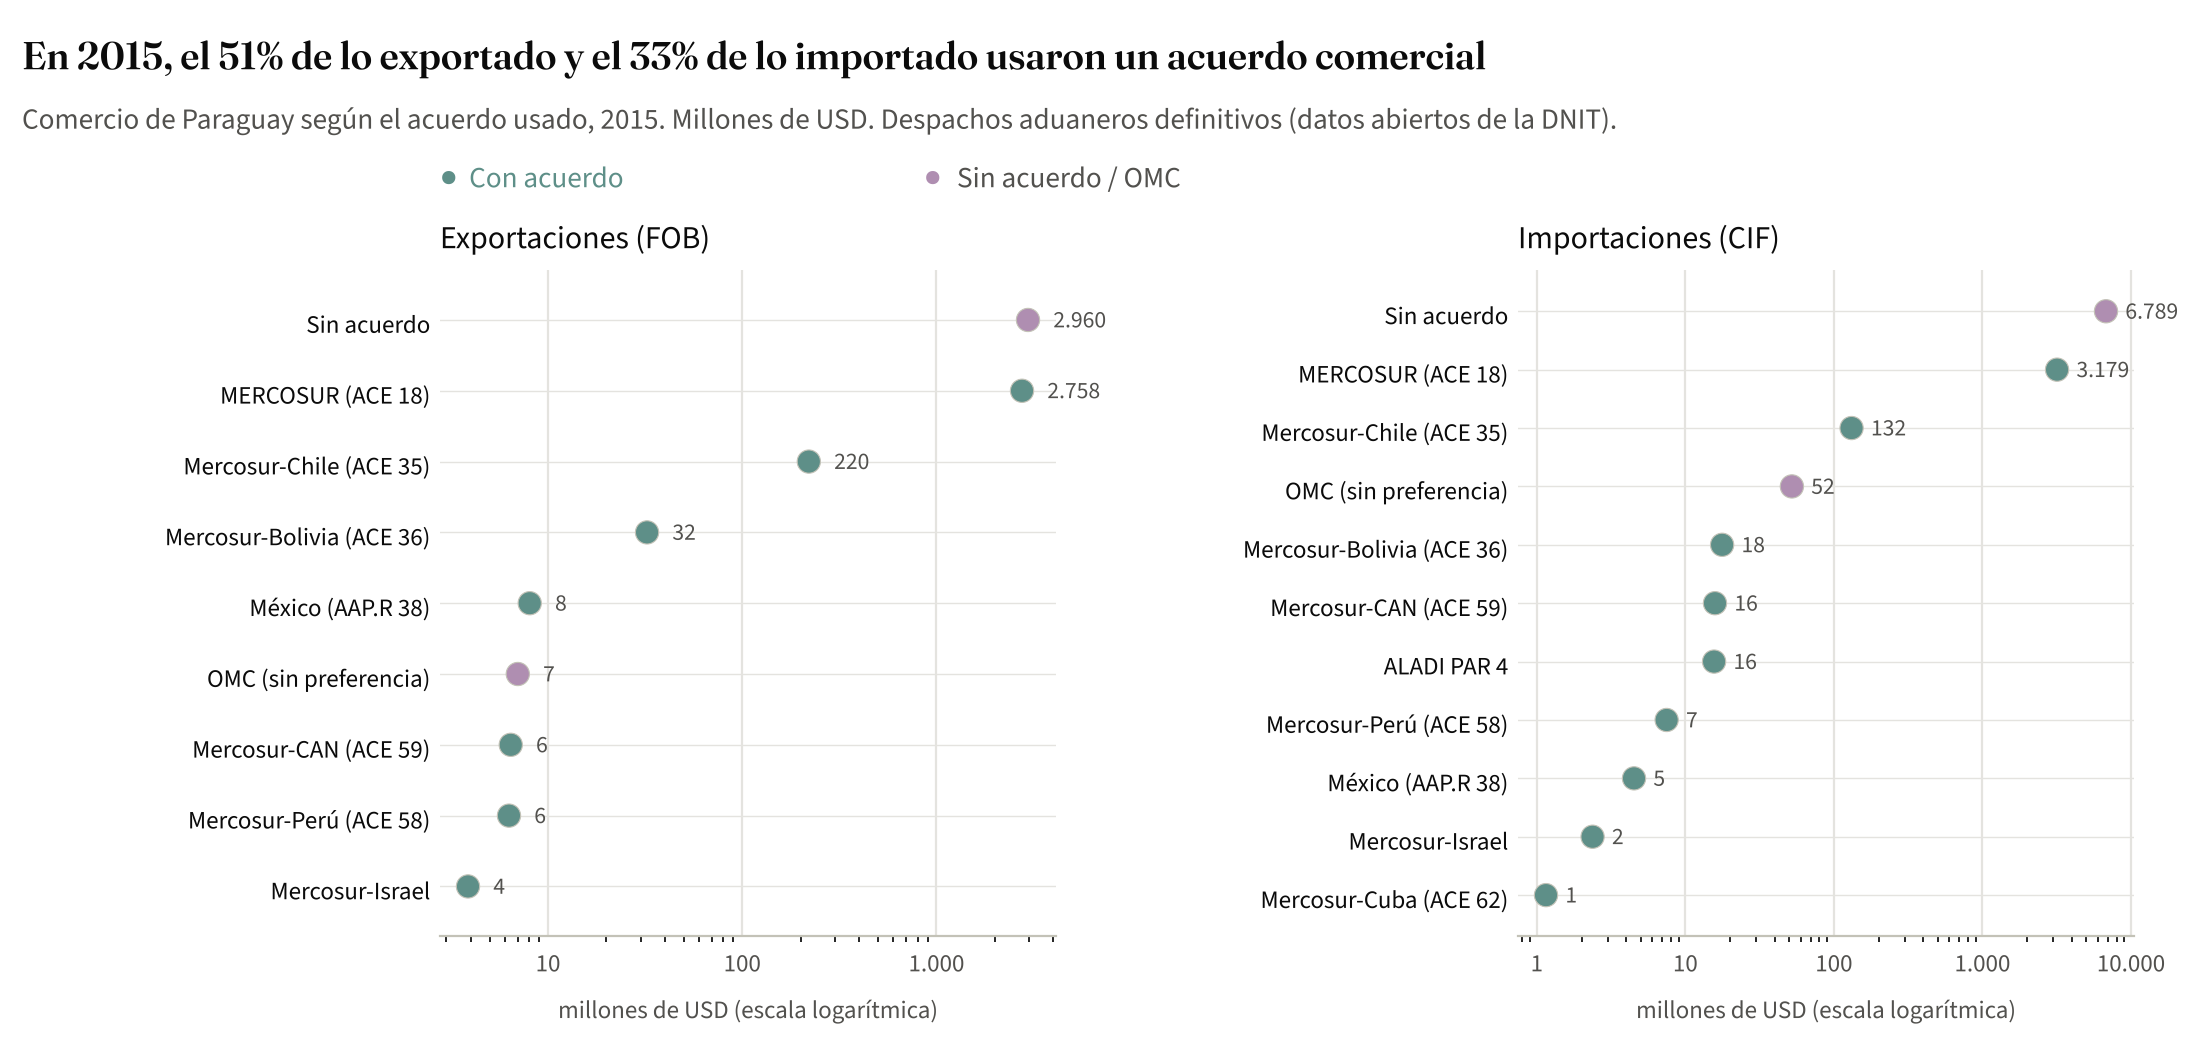 En 2015, el 51% de lo exportado y el 33% de lo importado usaron un acuerdo comercial
Comercio de Paraguay según el acuerdo usado, 2015. Millones de USD. Despachos aduaneros definitivos (datos abiertos de la DNIT).
Con acuerdo
Sin acuerdo / OMC
Exportaciones (FOB)
Sin acuerdo 2.960
MERCOSUR (ACE 18) 2.758
Mercosur-Chile (ACE 35) 220
Mercosur-Bolivia (ACE 36) 32
México (AAP.R 38) 8
OMC (sin preferencia) 7
Mercosur-CAN (ACE 59) 6
Mercosur-Perú (ACE 58) 6
Mercosur-Israel 4
10 100 1.000
millones de USD (escala logarítmica)
Importaciones (CIF)
Sin acuerdo 6.789
MERCOSUR (ACE 18) 3.179
Mercosur-Chile (ACE 35) 132
OMC (sin preferencia) 52
Mercosur-Bolivia (ACE 36) 18
Mercosur-CAN (ACE 59) 16
ALADI PAR 4 16
Mercosur-Perú (ACE 58) 7
México (AAP.R 38) 5
Mercosur-Israel 2
Mercosur-Cuba (ACE 62) 1
1 10 100 1.000 10.000
millones de USD (escala logarítmica)